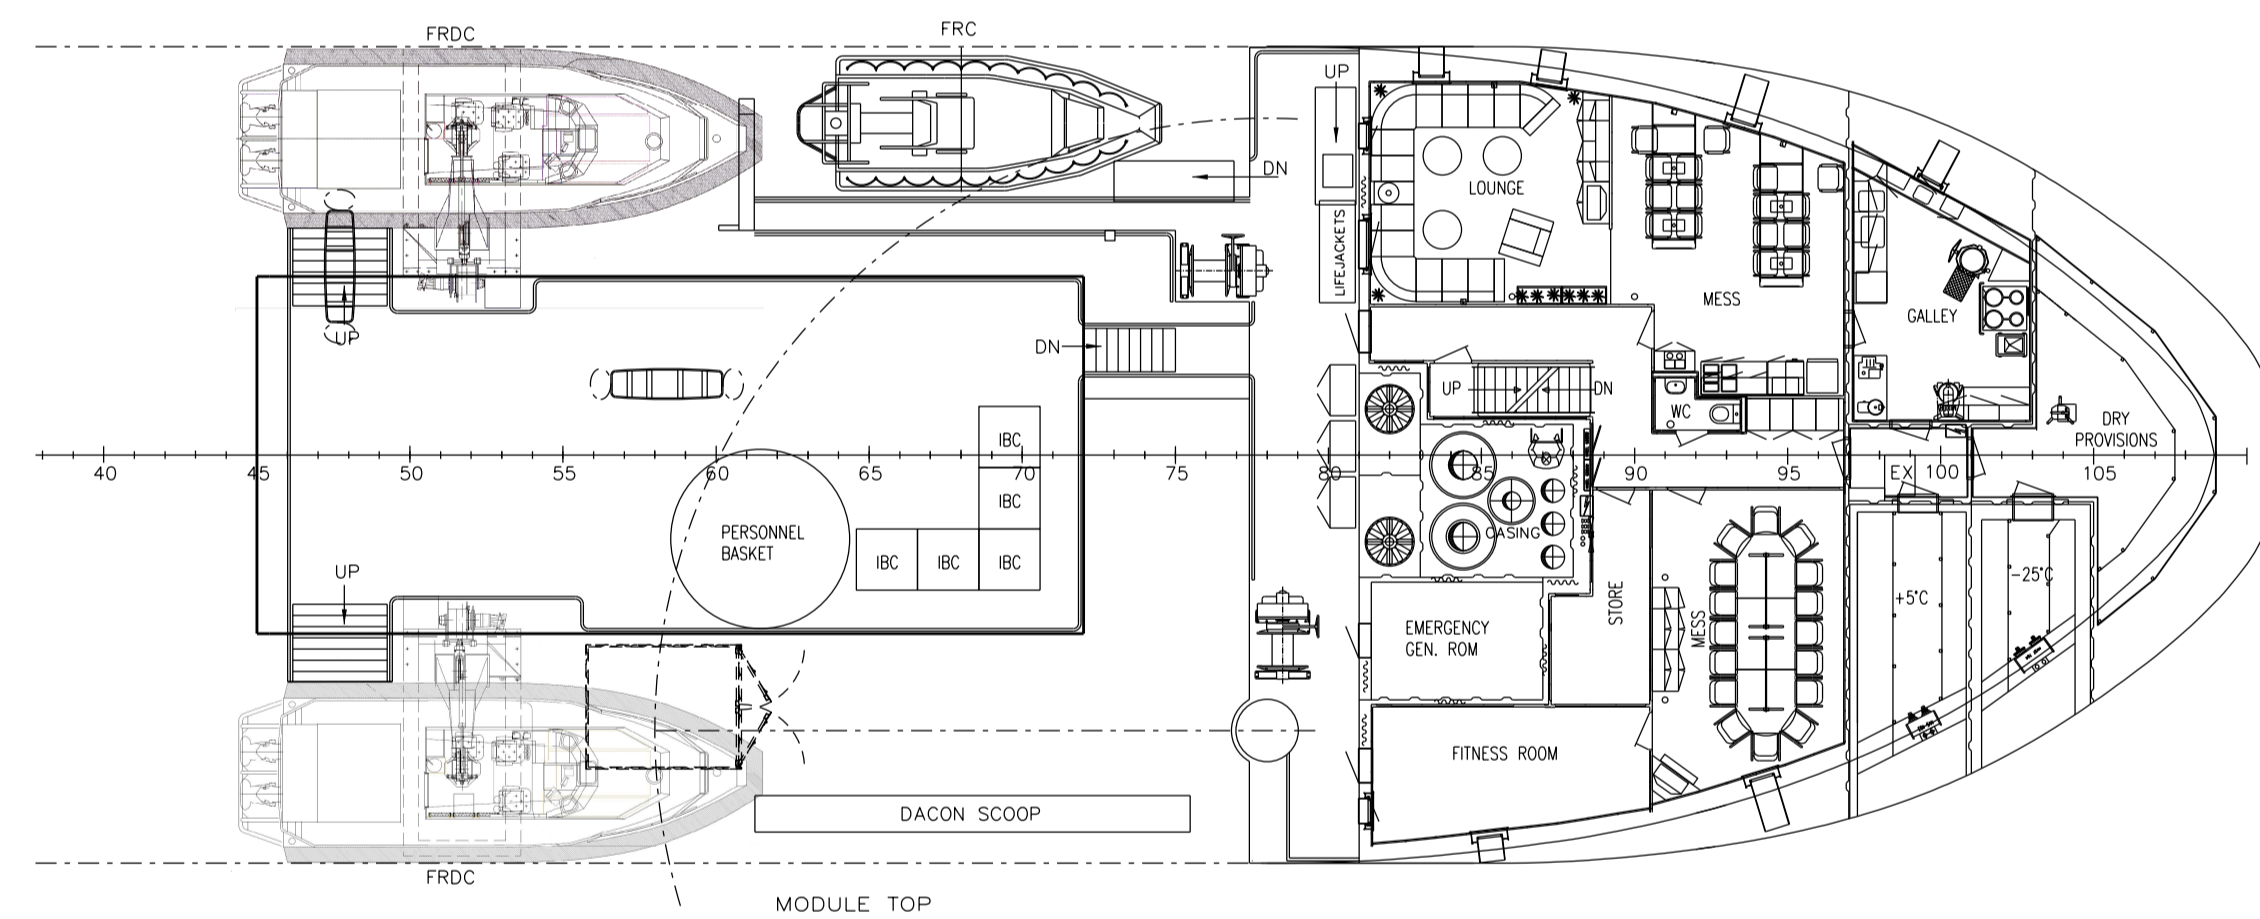 FRDC
FRC
UP
DN
LIFEJACKETS
LOUNGE
MESS
GALLEY
UP
DN
UP
DN
WC
DRY
PROVISIONS
IBC
40
45
50
55
60
65
70
75
80
85
90
95
EX
100
105
IBC
PERSONNEL
BASKET
CASING
IBC
IBC
IBC
UP
-25°C
+5°C
STORE
MESS
EMERGENCY
GEN. ROM
FITNESS ROOM
DACON SCOOP
FRDC
MODULE TOP